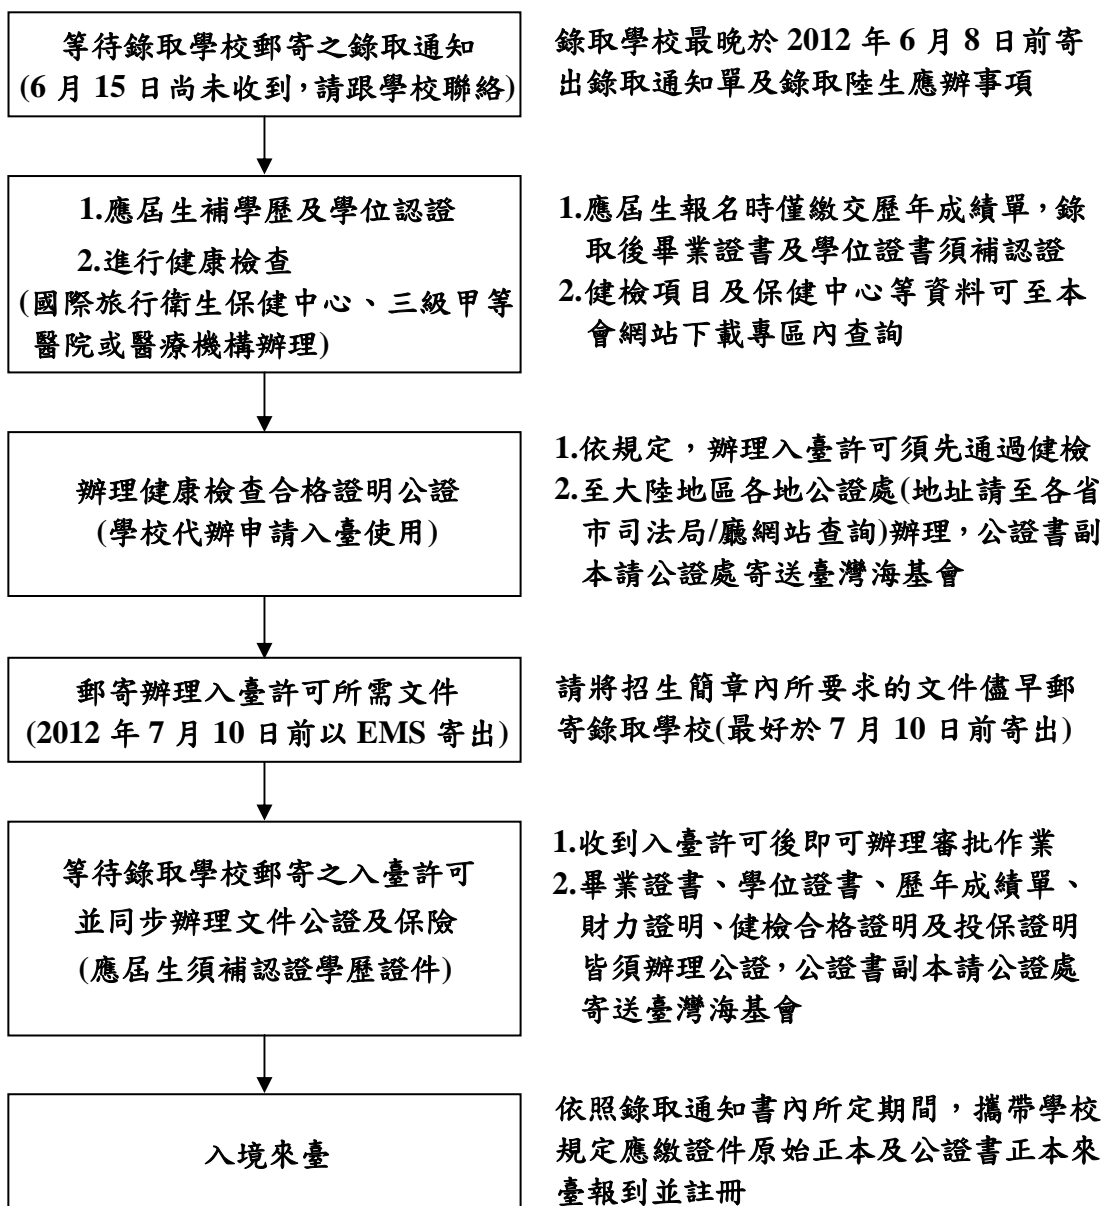 等待錄取學校郵寄之錄取通知
(6 月 15 日尚未收到,請跟學校聯絡)
錄取學校最晚於 2012 年 6 月 8 日前寄
出錄取通知單及錄取陸生應辦事項
1.應屆生補學歷及學位認證
2.進行健康檢查
(國際旅行衛生保健中心、三級甲等
醫院或醫療機構辦理)
1.應屆生報名時僅繳交歷年成績單,錄
取後畢業證書及學位證書須補認證
2.健檢項目及保健中心等資料可至本
會網站下載專區內查詢
辦理健康檢查合格證明公證
(學校代辦申請入臺使用)
1.依規定,辦理入臺許可須先通過健檢
2.至大陸地區各地公證處(地址請至各省
市司法局/廳網站查詢)辦理,公證書副
本請公證處寄送臺灣海基會
郵寄辦理入臺許可所需文件
(2012 年 7 月 10 日前以 EMS 寄出)
請將招生簡章內所要求的文件儘早郵
寄錄取學校(最好於 7 月 10 日前寄出)
等待錄取學校郵寄之入臺許可
並同步辦理文件公證及保險
(應屆生須補認證學歷證件)
1.收到入臺許可後即可辦理審批作業
2.畢業證書、學位證書、歷年成績單、
財力證明、健檢合格證明及投保證明
皆須辦理公證,公證書副本請公證處
寄送臺灣海基會
入境來臺
依照錄取通知書內所定期間,攜帶學校
規定應繳證件原始正本及公證書正本來
臺報到並註冊